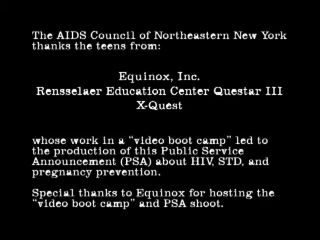 The AIDS Council of Northeastern New York
thanks the teens from:
Equinox, Inc.
Rensselaer Education Center Questar III
X-Quest
whose work in a “video boot camp” led to
the production of this Public Service
Announcement (PSA) about HIV, STD, and
pregnancy prevention.
Special thanks to Equinox for hosting the
“video boot camp” and PSA shoot.